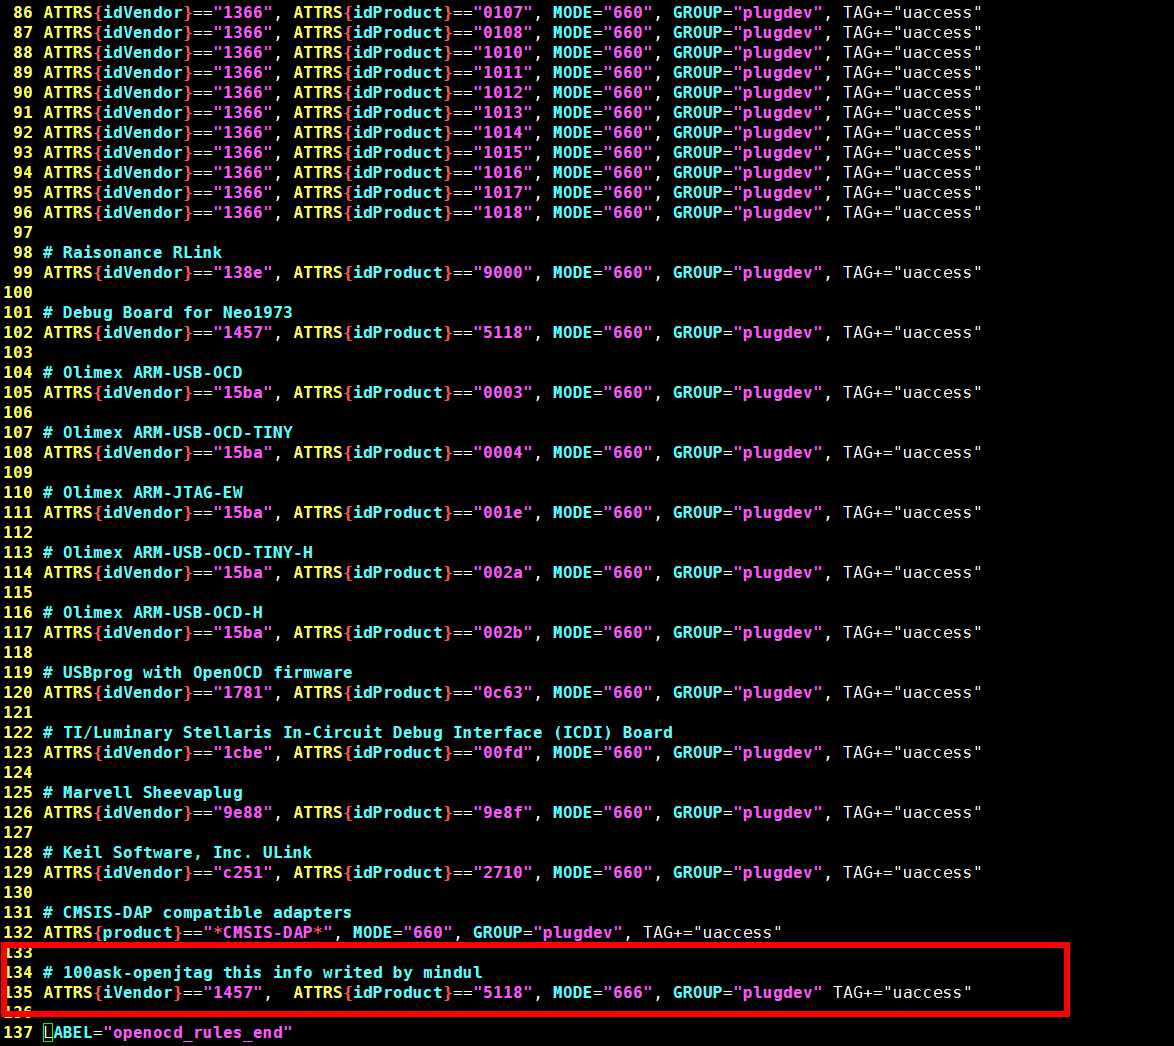 86 ATTRS{idVendor}=="1366", ATTRS{idProduct}=="0107", MODE="660", GROUP="plugdev", TAG+="uaccess"
87 ATTRS{idVendor}=="1366", ATTRS{idProduct}=="0108", MODE="660", GROUP="plugdev", TAG+="uaccess"
88 ATTRS{idVendor}=="1366", ATTRS{idProduct}=="1010", MODE="660", GROUP="plugdev", TAG+="uaccess"
89 ATTRS{idVendor}=="1366", ATTRS{idProduct}=="1011", MODE="660", GROUP="plugdev", TAG+="uaccess"
90 ATTRS{idVendor}=="1366", ATTRS{idProduct}=="1012", MODE="660", GROUP="plugdev", TAG+="uaccess"
91 ATTRS{idVendor}=="1366", ATTRS{idProduct}=="1013", MODE="660", GROUP="plugdev", TAG+="uaccess"
92 ATTRS{idVendor}=="1366", ATTRS{idProduct}=="1014", MODE="660", GROUP="plugdev", TAG+="uaccess"
93 ATTRS{idVendor}=="1366", ATTRS{idProduct}=="1015", MODE="660", GROUP="plugdev", TAG+="uaccess"
94 ATTRS{idVendor}=="1366", ATTRS{idProduct}=="1016", MODE="660", GROUP="plugdev", TAG+="uaccess"
95 ATTRS{idVendor}=="1366", ATTRS{idProduct}=="1017", MODE="660", GROUP="plugdev", TAG+="uaccess"
96 ATTRS{idVendor}=="1366", ATTRS{idProduct}=="1018", MODE="660", GROUP="plugdev", TAG+="uaccess"
97
98 # Raisonance RLink
99 ATTRS{idVendor}=="138e", ATTRS{idProduct}=="9000", MODE="660", GROUP="plugdev", TAG+="uaccess"
100
101 # Debug Board for Neo1973
102 ATTRS{idVendor}=="1457", ATTRS{idProduct}=="5118", MODE="660", GROUP="plugdev", TAG+="uaccess"
103
104 # Olimex ARM-USB-OCD
105 ATTRS{idVendor}=="15ba", ATTRS{idProduct}=="0003", MODE="660", GROUP="plugdev", TAG+="uaccess"
106
107 # Olimex ARM-USB-OCD-TINY
108 ATTRS{idVendor}=="15ba", ATTRS{idProduct}=="0004", MODE="660", GROUP="plugdev", TAG+="uaccess"
109
110 # Olimex ARM-JTAG-EW
111 ATTRS{idVendor}=="15ba", ATTRS{idProduct}=="001e", MODE="660", GROUP="plugdev", TAG+="uaccess"
112
113 # Olimex ARM-USB-OCD-TINY-H
114 ATTRS{idVendor}=="15ba", ATTRS{idProduct}=="002a", MODE="660", GROUP="plugdev", TAG+="uaccess"
115
116 # Olimex ARM-USB-OCD-H
117 ATTRS{idVendor}=="15ba", ATTRS{idProduct}=="002b", MODE="660", GROUP="plugdev", TAG+="uaccess"
118
119 # USBprog with OpenOCD firmware
120 ATTRS{idVendor}=="1781", ATTRS{idProduct}=="0c63", MODE="660", GROUP="plugdev", TAG+="uaccess"
121
122 # TI/Luminary Stellaris In-Circuit Debug Interface (ICDI) Board
123 ATTRS{idVendor}=="1cbe", ATTRS{idProduct}=="00fd", MODE="660", GROUP="plugdev", TAG+="uaccess"
124
125 # Marvell Sheevaplug
126 ATTRS{idVendor}=="9e88", ATTRS{idProduct}=="9e8f", MODE="660", GROUP="plugdev", TAG+="uaccess"
127
128 # Keil Software, Inc. ULink
129 ATTRS{idVendor}=="c251", ATTRS{idProduct}=="2710", MODE="660", GROUP="plugdev", TAG+="uaccess"
130
131 # CMSIS-DAP compatible adapters
132 ATTRS{product}=="*CMSIS-DAP*", MODE="660", GROUP="plugdev", TAG+="uaccess"
133
134 # 100ask-openjtag this info writed by mindul
135 ATTRS{iVendor}=="1457",  ATTRS{idProduct}=="5118", MODE="666", GROUP="plugdev" TAG+="uaccess"
136
137 LABEL="openocd_rules_end"